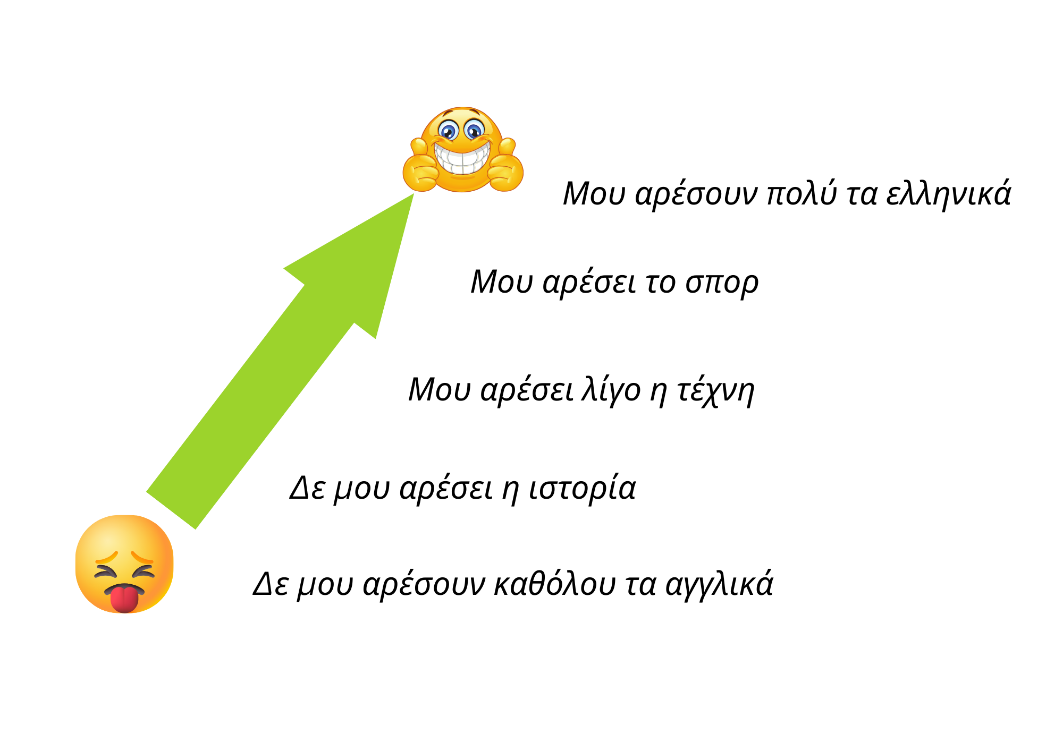 Μου αρέσουν πολύ τα ελληνικά
Μου αρέσει το σπορ
Μου αρέσει λίγο η τέχνη
Δε μου αρέσει η ιστορία
Δε μου αρέσουν καθόλου τα αγγλικά